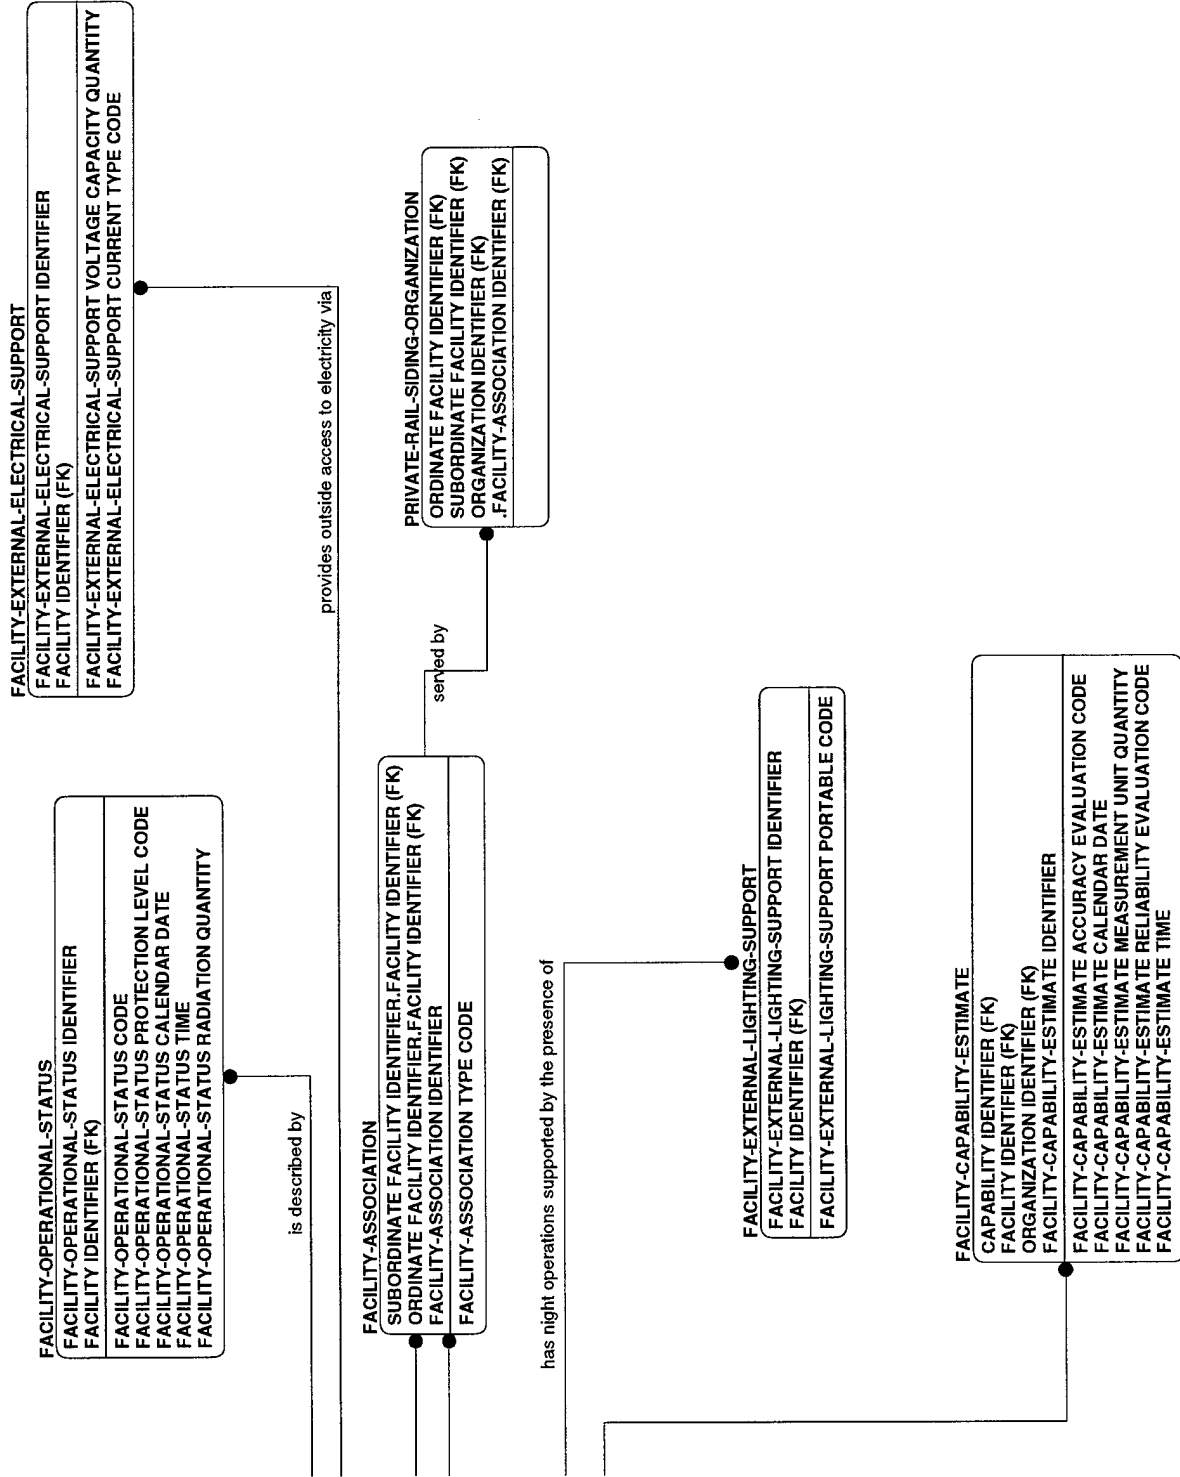 FACILITY-EXTERNAL-ELECTRICAL-SUPPORT
FACILITY-EXTERNAL-ELECTRICAL-SUPPORT IDENTIFIER
FACILITY IDENTIFIER (FK)
FACILITY-EXTERNAL-ELECTRICAL-SUPPORT VOLTAGE CAPACITY QUANTITY
FACILITY-EXTERNAL-ELECTRICAL-SUPPORT CURRENT TYPE CODE
provides outside access to electricity via
FACILITY-OPERATIONAL-STATUS
FACILITY-OPERATIONAL-STATUS IDENTIFIER
FACILITY IDENTIFIER (FK)
FACILITY-OPERATIONAL-STATUS CODE
FACILITY-OPERATIONAL-STATUS PROTECTION LEVEL CODE
FACILITY-OPERATIONAL-STATUS CALENDAR DATE
FACILITY-OPERATIONAL-STATUS TIME
FACILITY-OPERATIONAL-STATUS RADIATION QUANTITY
is described by
FACILITY-ASSOCIATION
SUBORDINATE FACILITY IDENTIFIER.FACILITY IDENTIFIER (FK)
ORDINATE FACILITY IDENTIFIER.FACILITY IDENTIFIER (FK)
FACILITY-ASSOCIATION IDENTIFIER
FACILITY-ASSOCIATION TYPE CODE
served by
PRIVATE-RAIL-SIDING-ORGANIZATION
ORDINATE FACILITY IDENTIFIER (FK)
SUBORDINATE FACILITY IDENTIFIER (FK)
ORGANIZATION IDENTIFIER (FK)
.FACILITY-ASSOCIATION IDENTIFIER (FK)
has night operations supported by the presence of
FACILITY-EXTERNAL-LIGHTING-SUPPORT
FACILITY-EXTERNAL-LIGHTING-SUPPORT IDENTIFIER
FACILITY IDENTIFIER (FK)
FACILITY-EXTERNAL-LIGHTING-SUPPORT PORTABLE CODE
FACILITY-CAPABILITY-ESTIMATE
CAPABILITY IDENTIFIER (FK)
FACILITY IDENTIFIER (FK)
ORGANIZATION IDENTIFIER (FK)
FACILITY-CAPABILITY-ESTIMATE IDENTIFIER
FACILITY-CAPABILITY-ESTIMATE ACCURACY EVALUATION CODE
FACILITY-CAPABILITY-ESTIMATE CALENDAR DATE
FACILITY-CAPABILITY-ESTIMATE MEASUREMENT UNIT QUANTITY
FACILITY-CAPABILITY-ESTIMATE RELIABILITY EVALUATION CODE
FACILITY-CAPABILITY-ESTIMATE TIME